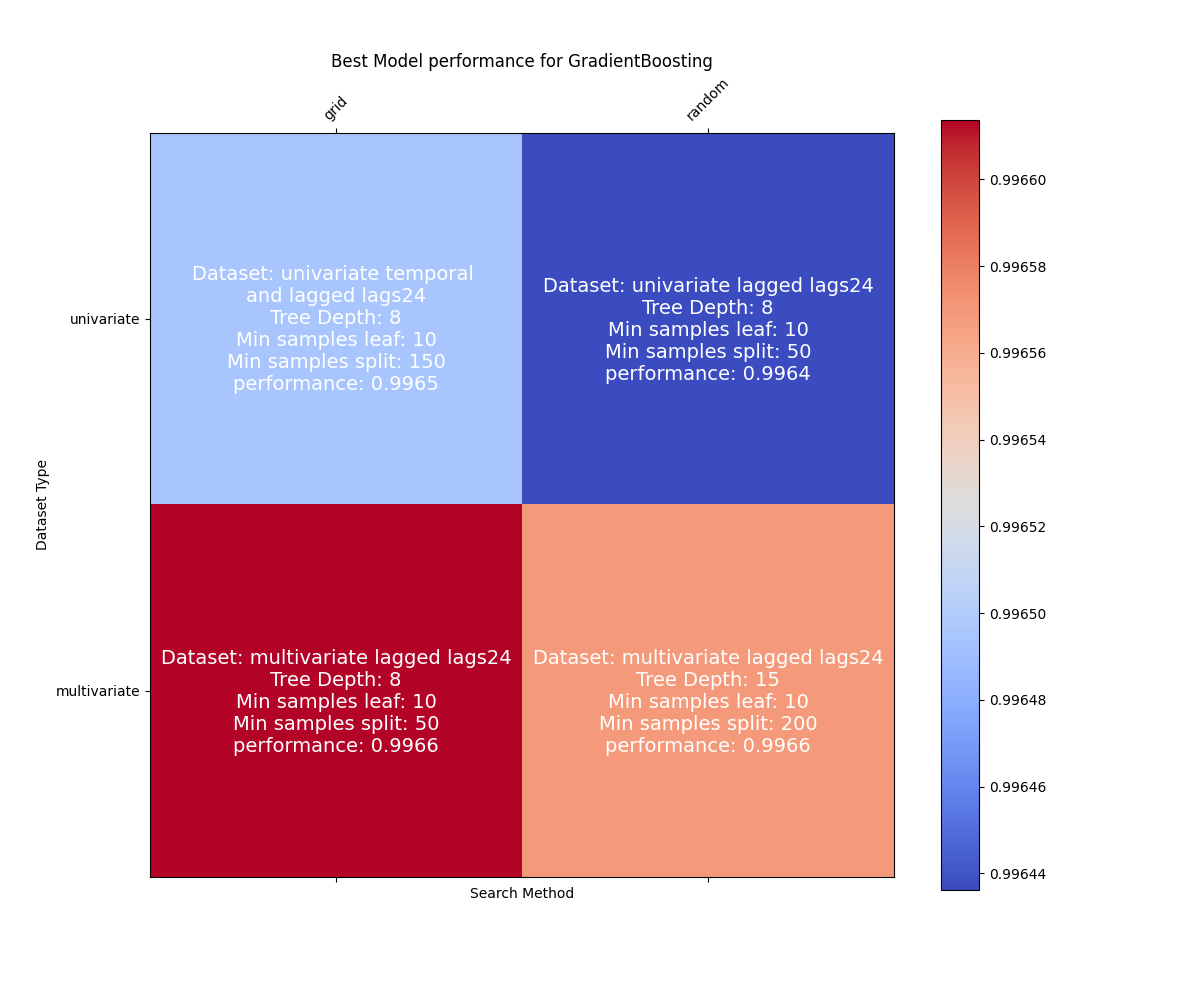 Best Model performance for GradientBoosting
grid
random
Dataset Type
univariate
multivariate
Dataset: univariate temporal
and lagged lags24
Tree Depth: 8
Min samples leaf: 10
Min samples split: 150
performance: 0.9965
Dataset: univariate lagged lags24
Tree Depth: 8
Min samples leaf: 10
Min samples split: 50
performance: 0.9964
Dataset: multivariate lagged lags24
Tree Depth: 8
Min samples leaf: 10
Min samples split: 50
performance: 0.9966
Dataset: multivariate lagged lags24
Tree Depth: 15
Min samples leaf: 10
Min samples split: 200
performance: 0.9966
Search Method
0.99660
0.99658
0.99656
0.99654
0.99652
0.99650
0.99648
0.99646
0.99644